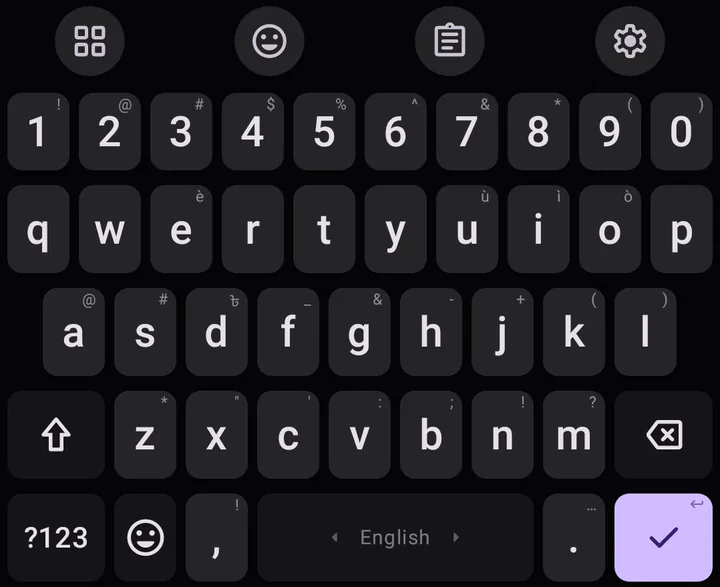 ! @ # $ % ^ & * ( )
1 2 3 4 5 6 7 8 9 0
è ù ì ò
q w e r t y u i o p
@ # ꚍ _ & - + ( )
a s d f g h j k l
* " ' : ; ! ?
z x c v b n m
! …
?123 , English .